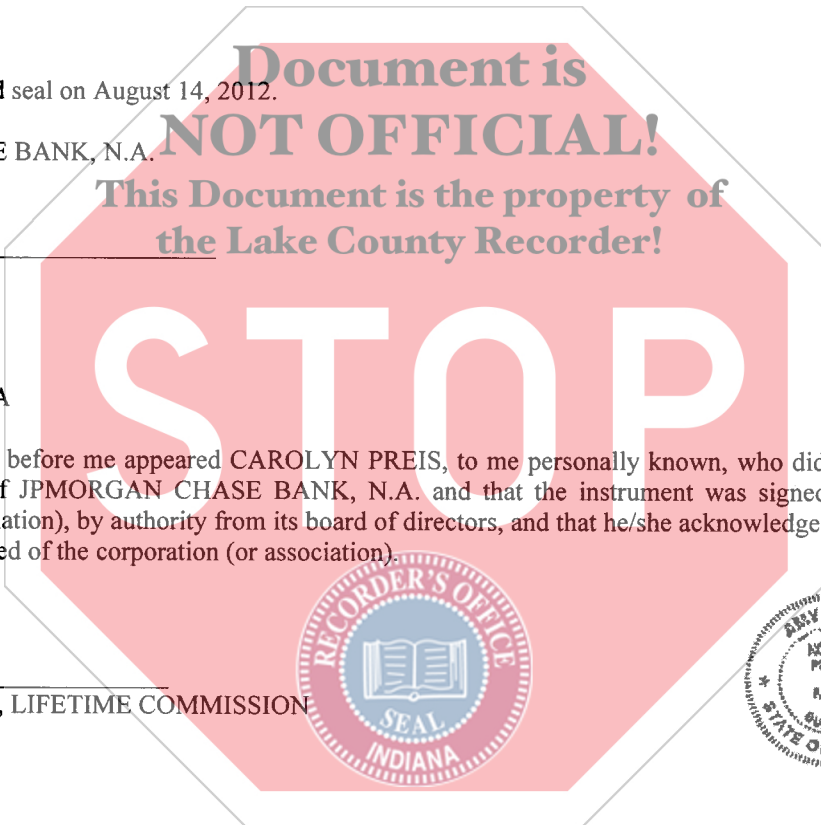 Document is
seal on August 14, 2012.
NOT OFFICIAL!
BANK, N.A.
This Document is the property of
the Lake County Recorder!
STOP
A
before me appeared CAROLYN PREIS, to me personally known, who did
JPMORGAN CHASE BANK, N.A. and that the instrument was signed
ation), by authority from its board of directors, and that he/she acknowledge
ed of the corporation (or association).
RECORDER'S OFFICE
SEAL
INDIANA
, LIFETIME COMMISSION
AMY
STATE O